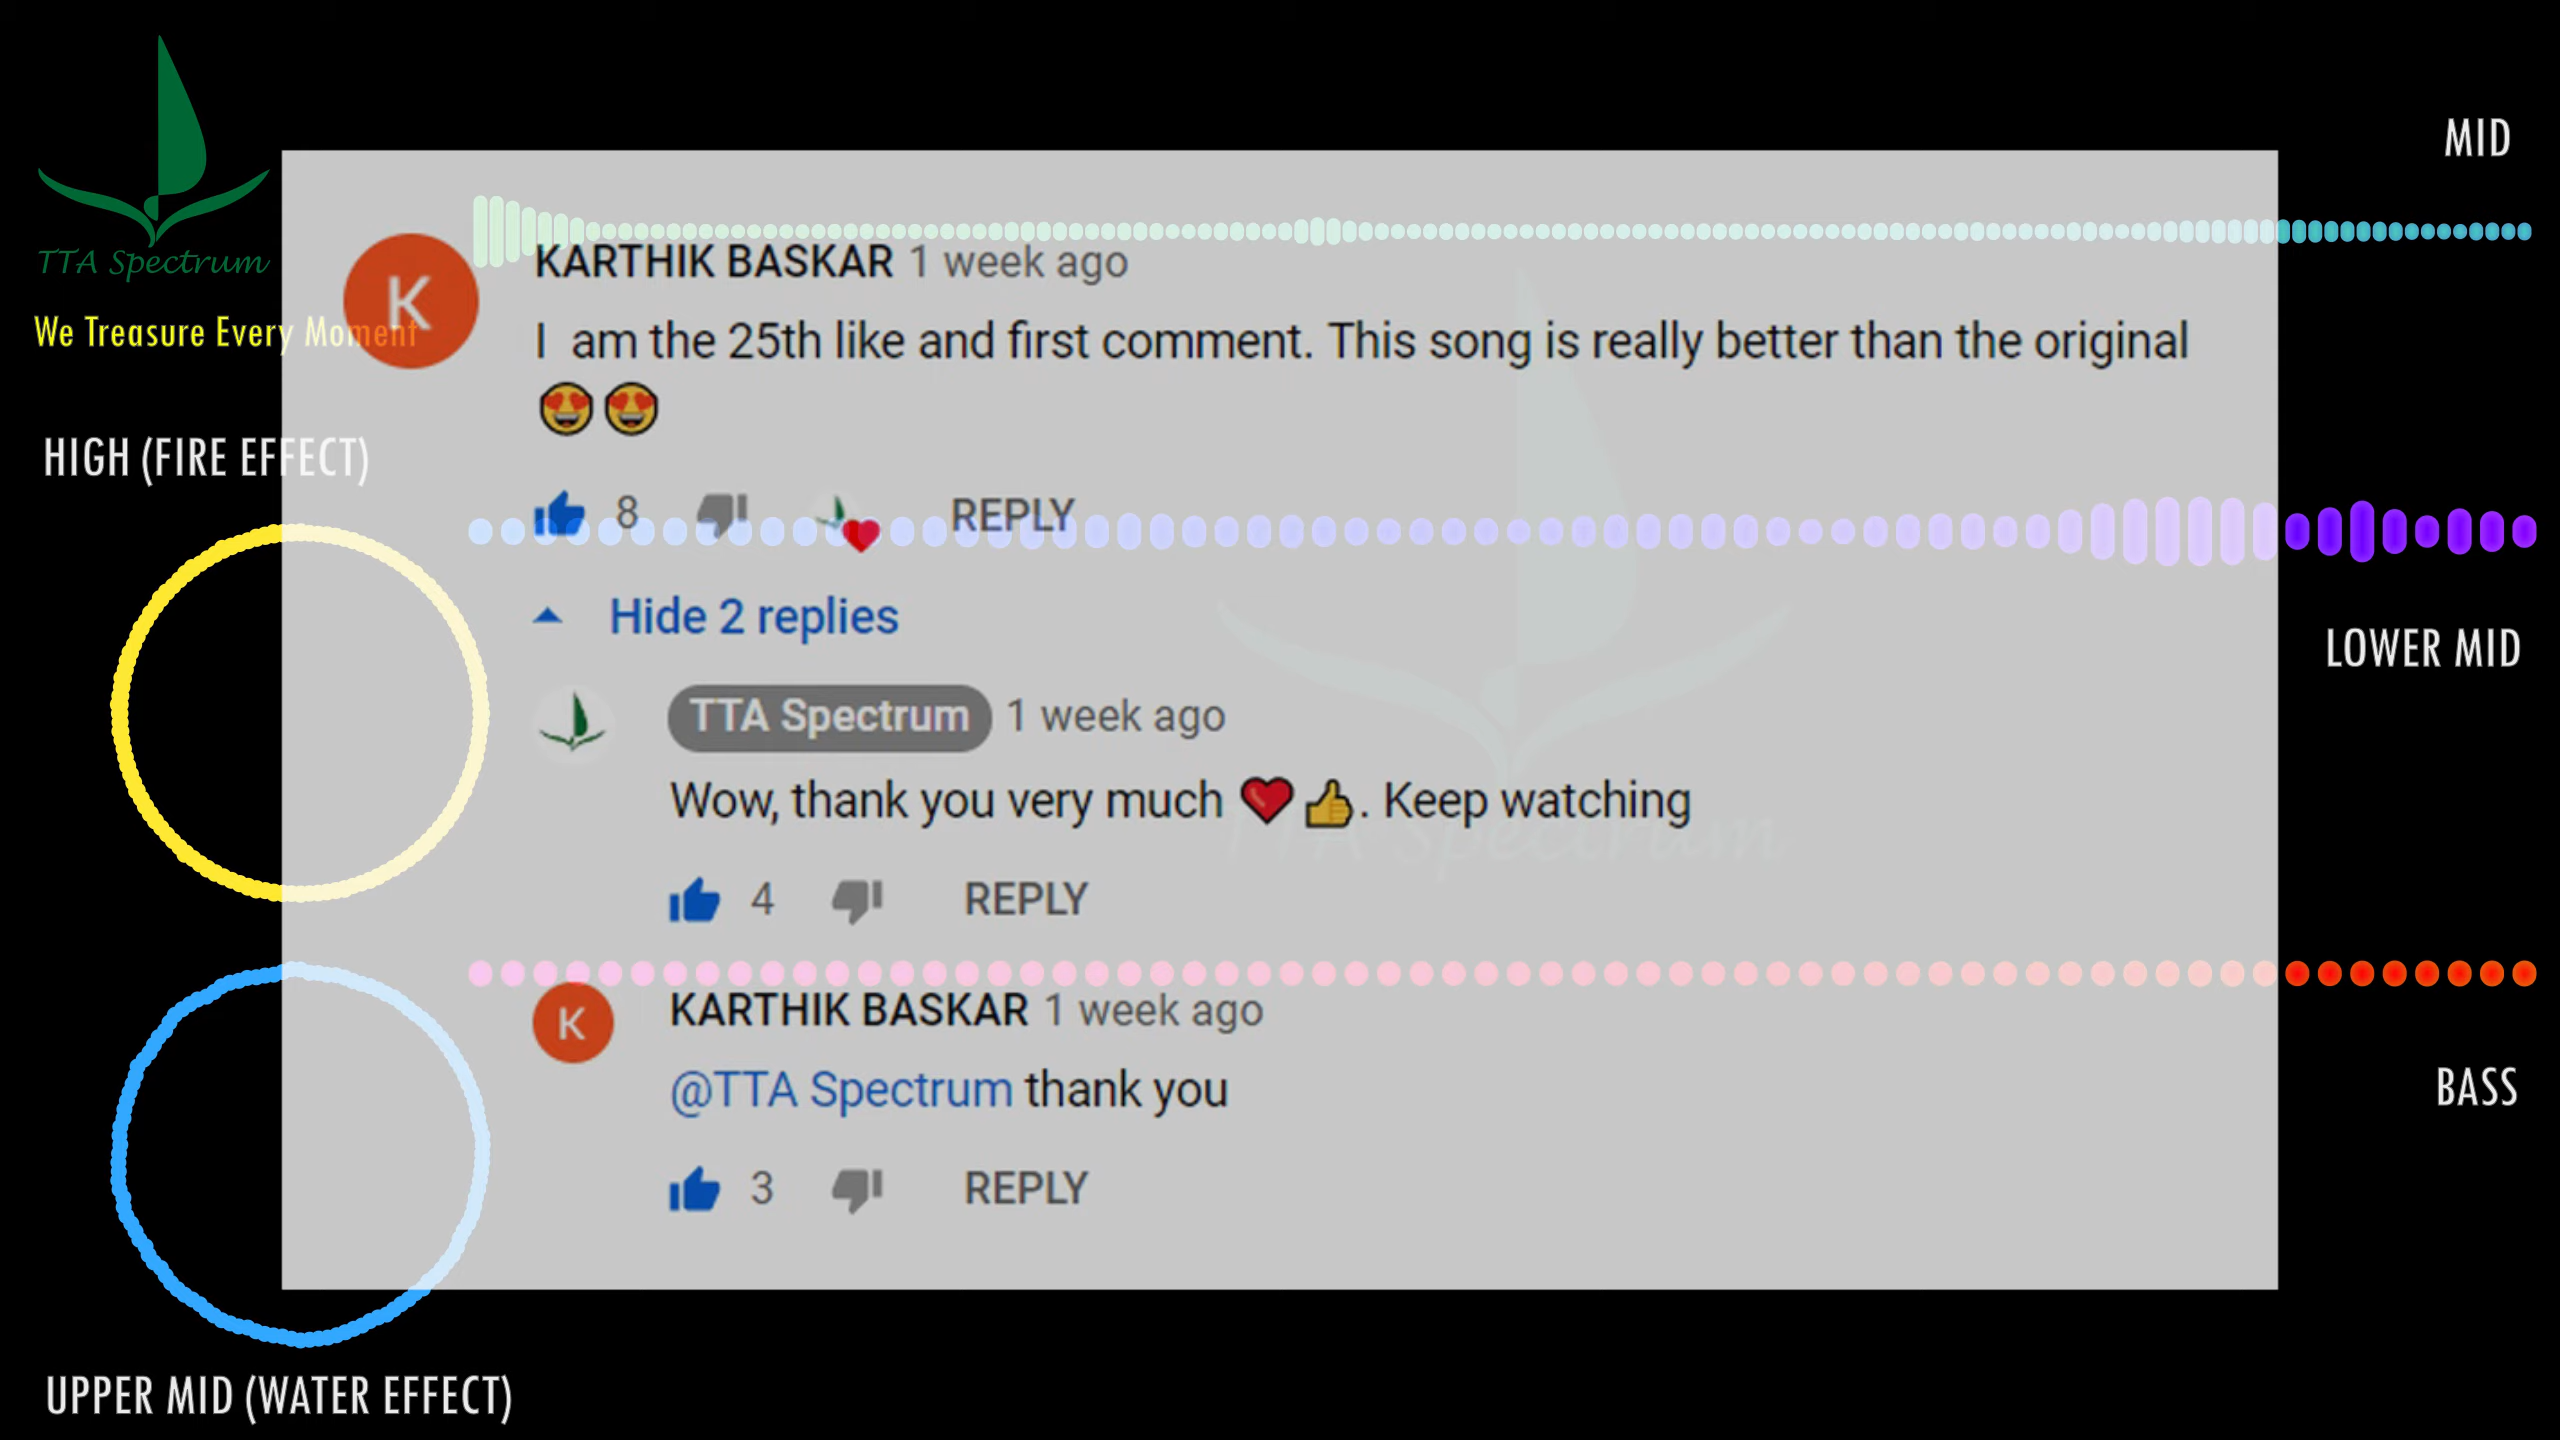 MID
TTA Spectrum
We Treasure Every Moment
KARTHIK BASKAR 1 week ago
I am the 25th like and first comment. This song is really better than the original
😍😍
HIGH (FIRE EFFECT)
8 REPLY
Hide 2 replies
LOWER MID
TTA Spectrum 1 week ago
Wow, thank you very much ❤️👍. Keep watching
TTA Spectrum
4 REPLY
KARTHIK BASKAR 1 week ago
@TTA Spectrum thank you
BASS
3 REPLY
UPPER MID (WATER EFFECT)
K
K